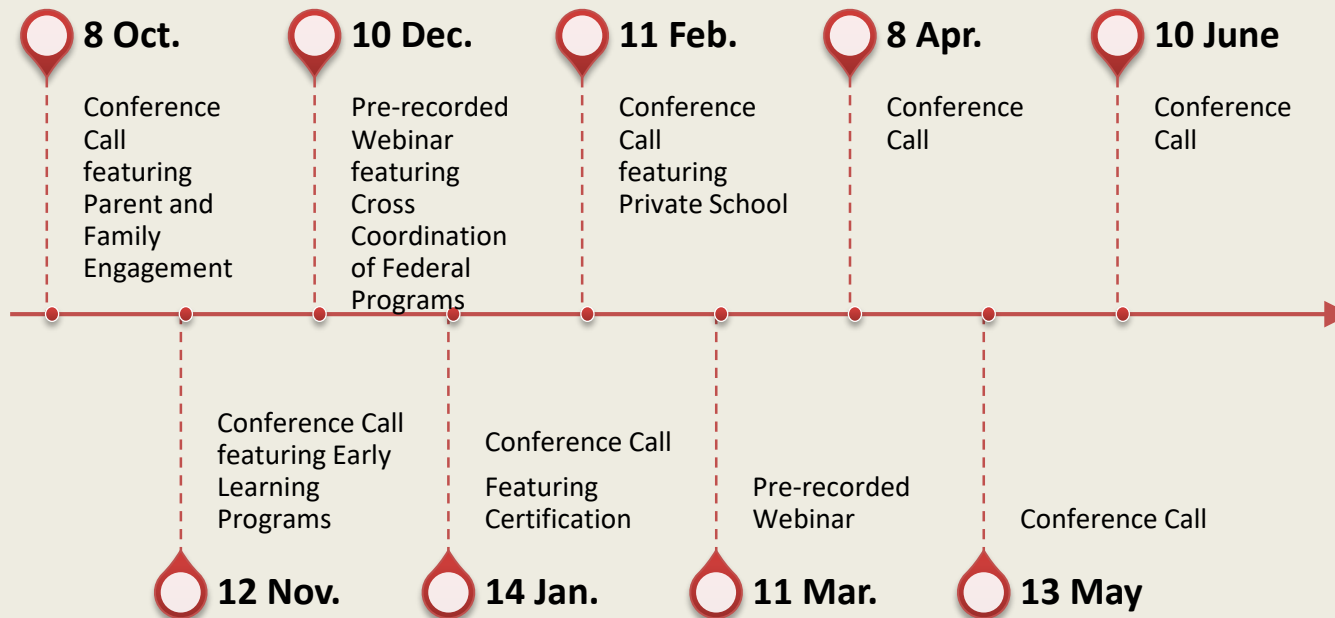 8 Oct.
Conference
Call
featuring
Parent and
Family
Engagement
10 Dec.
Pre-recorded
Webinar
featuring
Cross
Coordination
of Federal
Programs
11 Feb.
Conference
Call
featuring
Private School
8 Apr.
Conference
Call
10 June
Conference
Call
Conference Call
featuring Early
Learning
Programs
12 Nov.
Conference Call
Featuring
Certification
14 Jan.
Pre-recorded
Webinar
11 Mar.
Conference Call
13 May